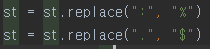 st = st.replace(":", "%")
st = st.replace(".", "$")